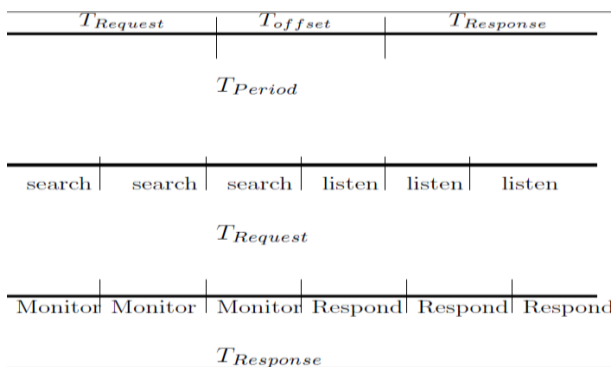 T_Request T_offset T_Response
T_Period
search search search listen listen listen
T_Request
Monitor Monitor Monitor Respond Respond Respond
T_Response